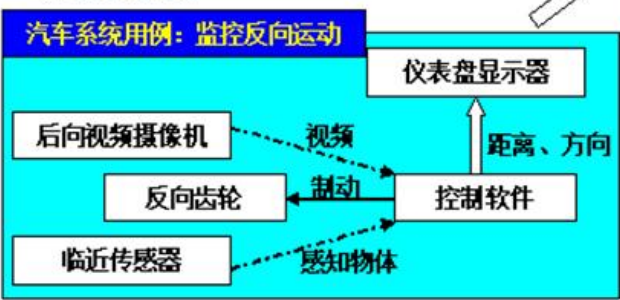 汽车系统用例：监控反向运动
仪表盘显示器
后向视频摄像机
视频
距离、方向
反向齿轮
制动
控制软件
临近传感器
感知物体